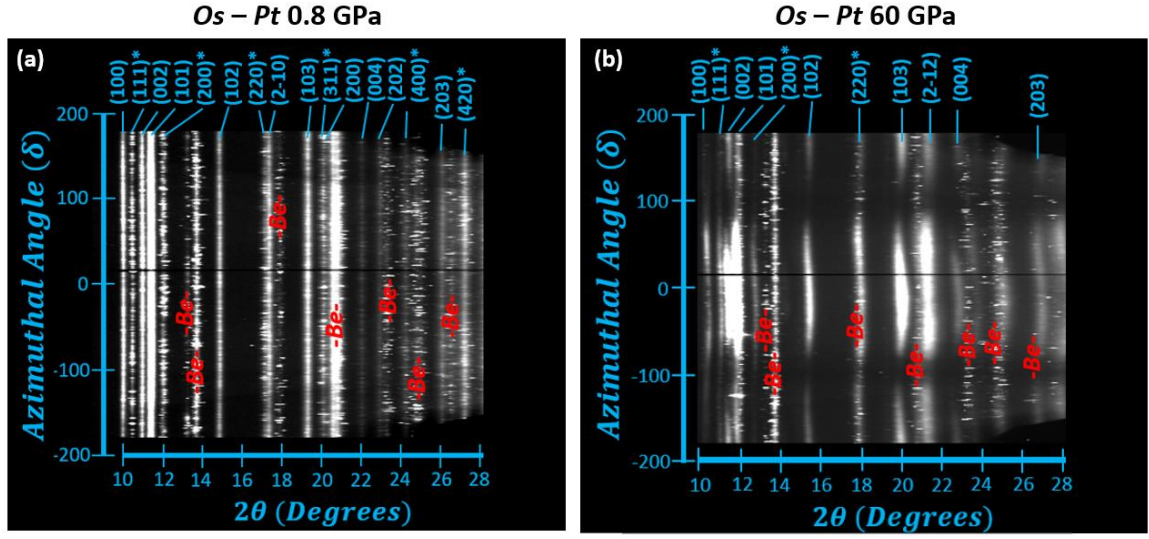 Os – Pt 0.8 GPa
(a)
(100)
(111)*
(002)
(101)
(200)*
(102)
(220)*
(2-10)
(103)
(311)*
(200)
(004)
(202)
(400)*
(203)
(420)*
200
100
0
-100
-200
Azimuthal Angle (δ)
-Be-
-Be-
-Be-
-Be-
-Be-
-Be-
-Be-
10 12 14 16 18 20 22 24 26 28
2θ (Degrees)
Os – Pt 60 GPa
(b)
(100)
(111)*
(002)
(101)
(200)*
(102)
(220)*
(103)
(2-12)
(004)
(203)
200
100
0
-100
-200
Azimuthal Angle (δ)
-Be-
-Be-
-Be-
-Be-
-Be-
-Be-
-Be-
10 12 14 16 18 20 22 24 26 28
2θ (Degrees)